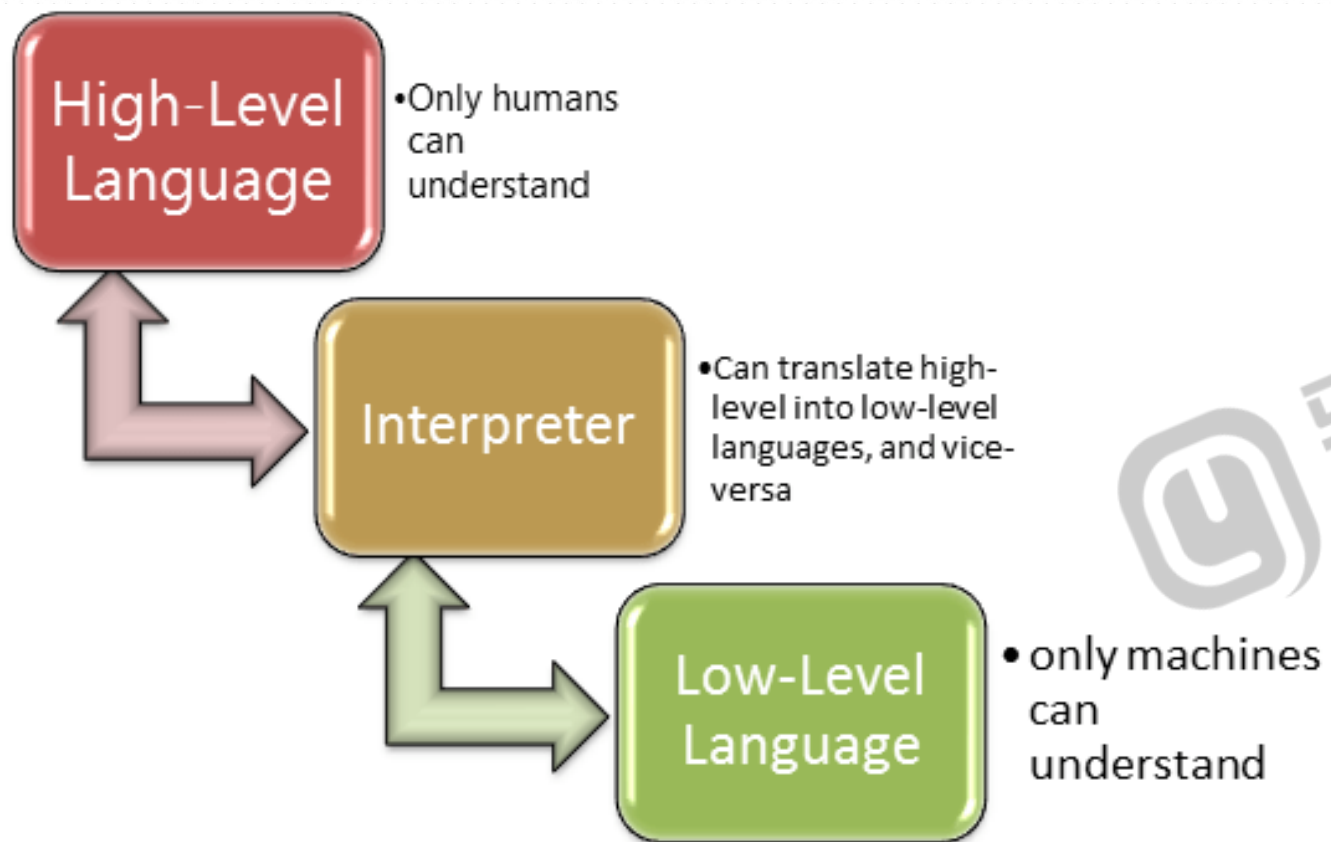 High-Level
Language
•Only humans
can
understand
Interpreter
•Can translate high-
level into low-level
languages, and vice-
versa
Low-Level
Language
• only machines
can
understand